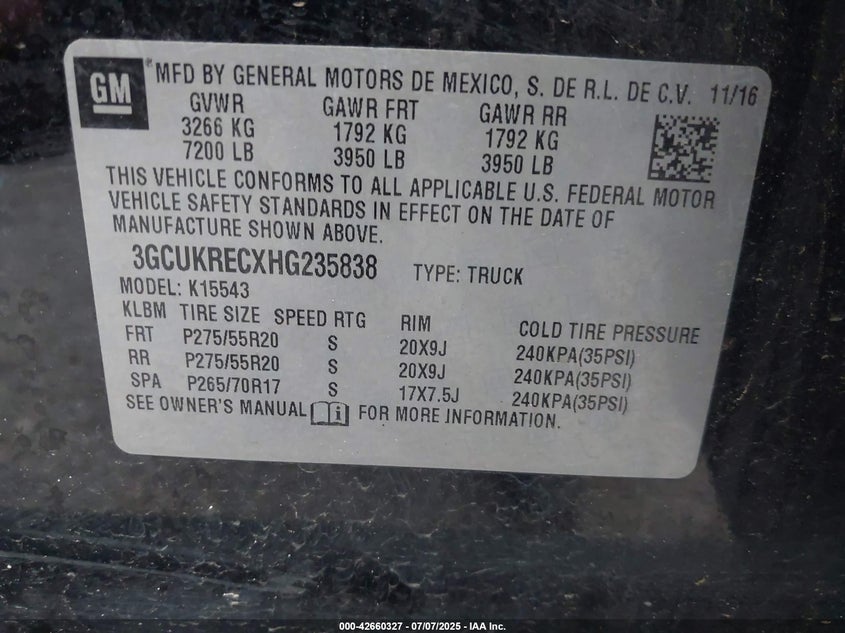 GM ® MFD BY GENERAL MOTORS DE MEXICO, S. DE R.L. DE C.V. 11/16
GVWR GAWR FRT GAWR RR
3266 KG 1792 KG 1792 KG
7200 LB 3950 LB 3950 LB
THIS VEHICLE CONFORMS TO ALL APPLICABLE U.S. FEDERAL MOTOR
VEHICLE SAFETY STANDARDS IN EFFECT ON THE DATE OF
MANUFACTURE SHOWN ABOVE.
3GCUKRECXHG235838 TYPE: TRUCK
MODEL: K15543
KLBM TIRE SIZE SPEED RTG RIM COLD TIRE PRESSURE
FRT P275/55R20 S 20X9J 240KPA(35PSI)
RR P275/55R20 S 20X9J 240KPA(35PSI)
SPA P265/70R17 S 17X7.5J 240KPA(35PSI)
SEE OWNER'S MANUAL i FOR MORE INFORMATION.
000-42660327 - 07/07/2025 - IAA Inc.